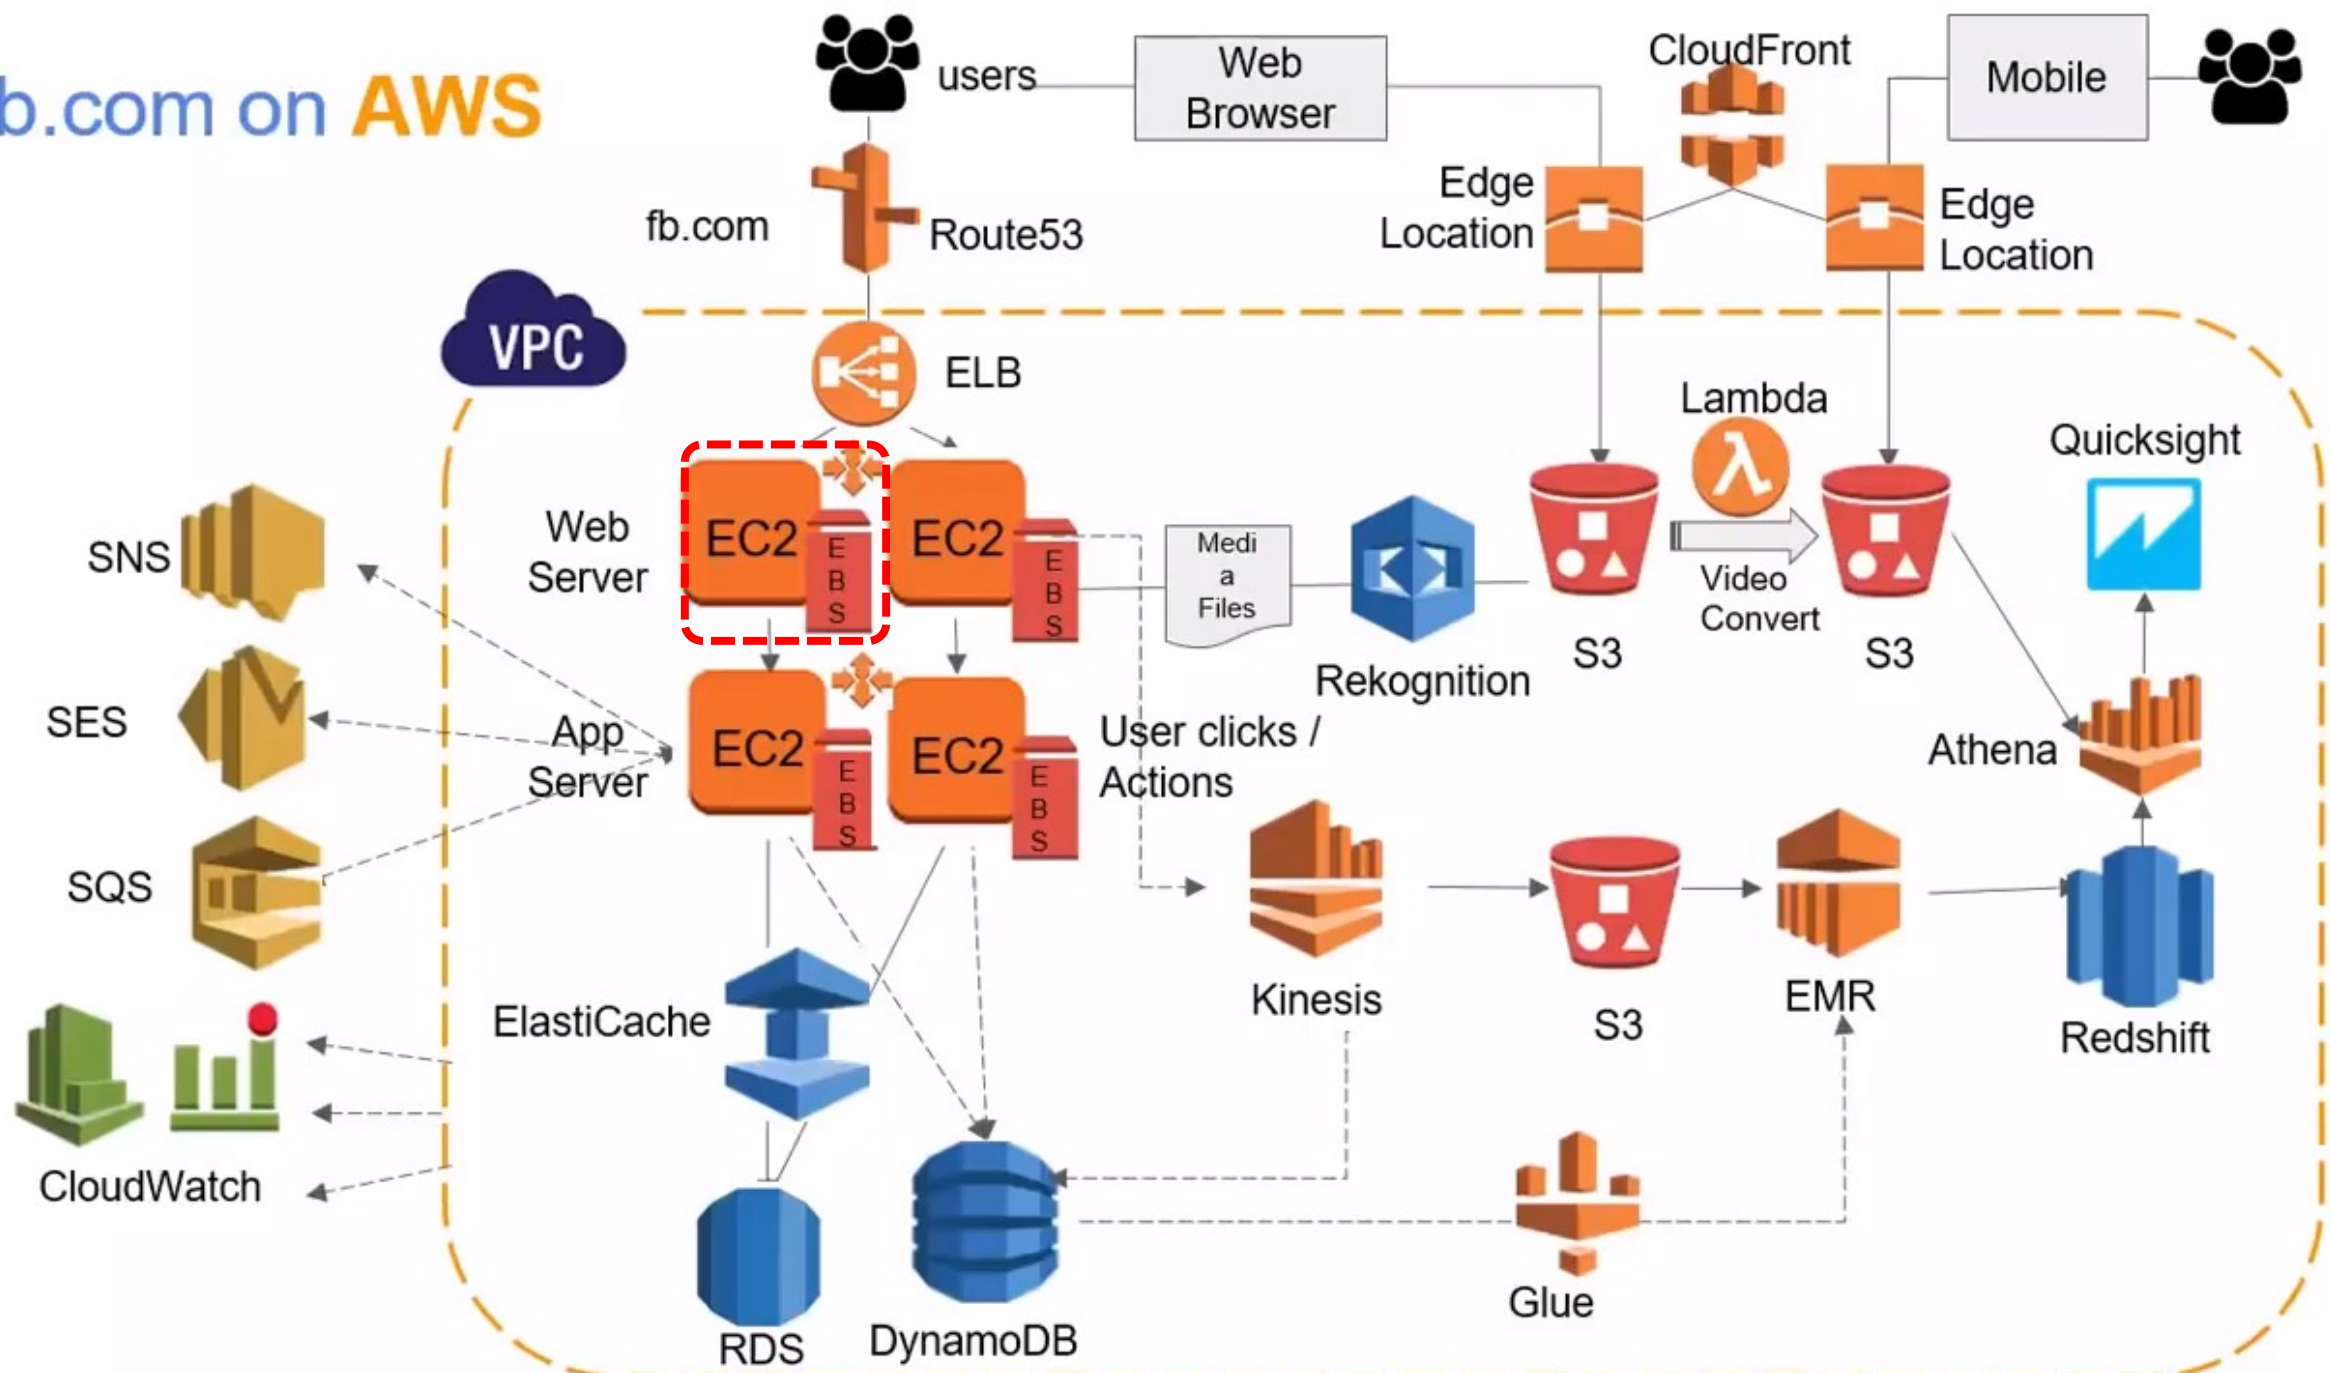 b.com on AWS
users
Web
Browser
CloudFront
Mobile
fb.com
Route53
Edge
Location
Edge
Location
VPC
ELB
Lambda
Quicksight
Web
Server
EC2
E
B
S
EC2
E
B
S
Medi
a
Files
Rekognition
S3
Video
Convert
S3
SNS
SES
App
Server
EC2
E
B
S
EC2
E
B
S
User clicks /
Actions
Athena
SQS
Kinesis
S3
EMR
Redshift
ElastiCache
CloudWatch
RDS
DynamoDB
Glue